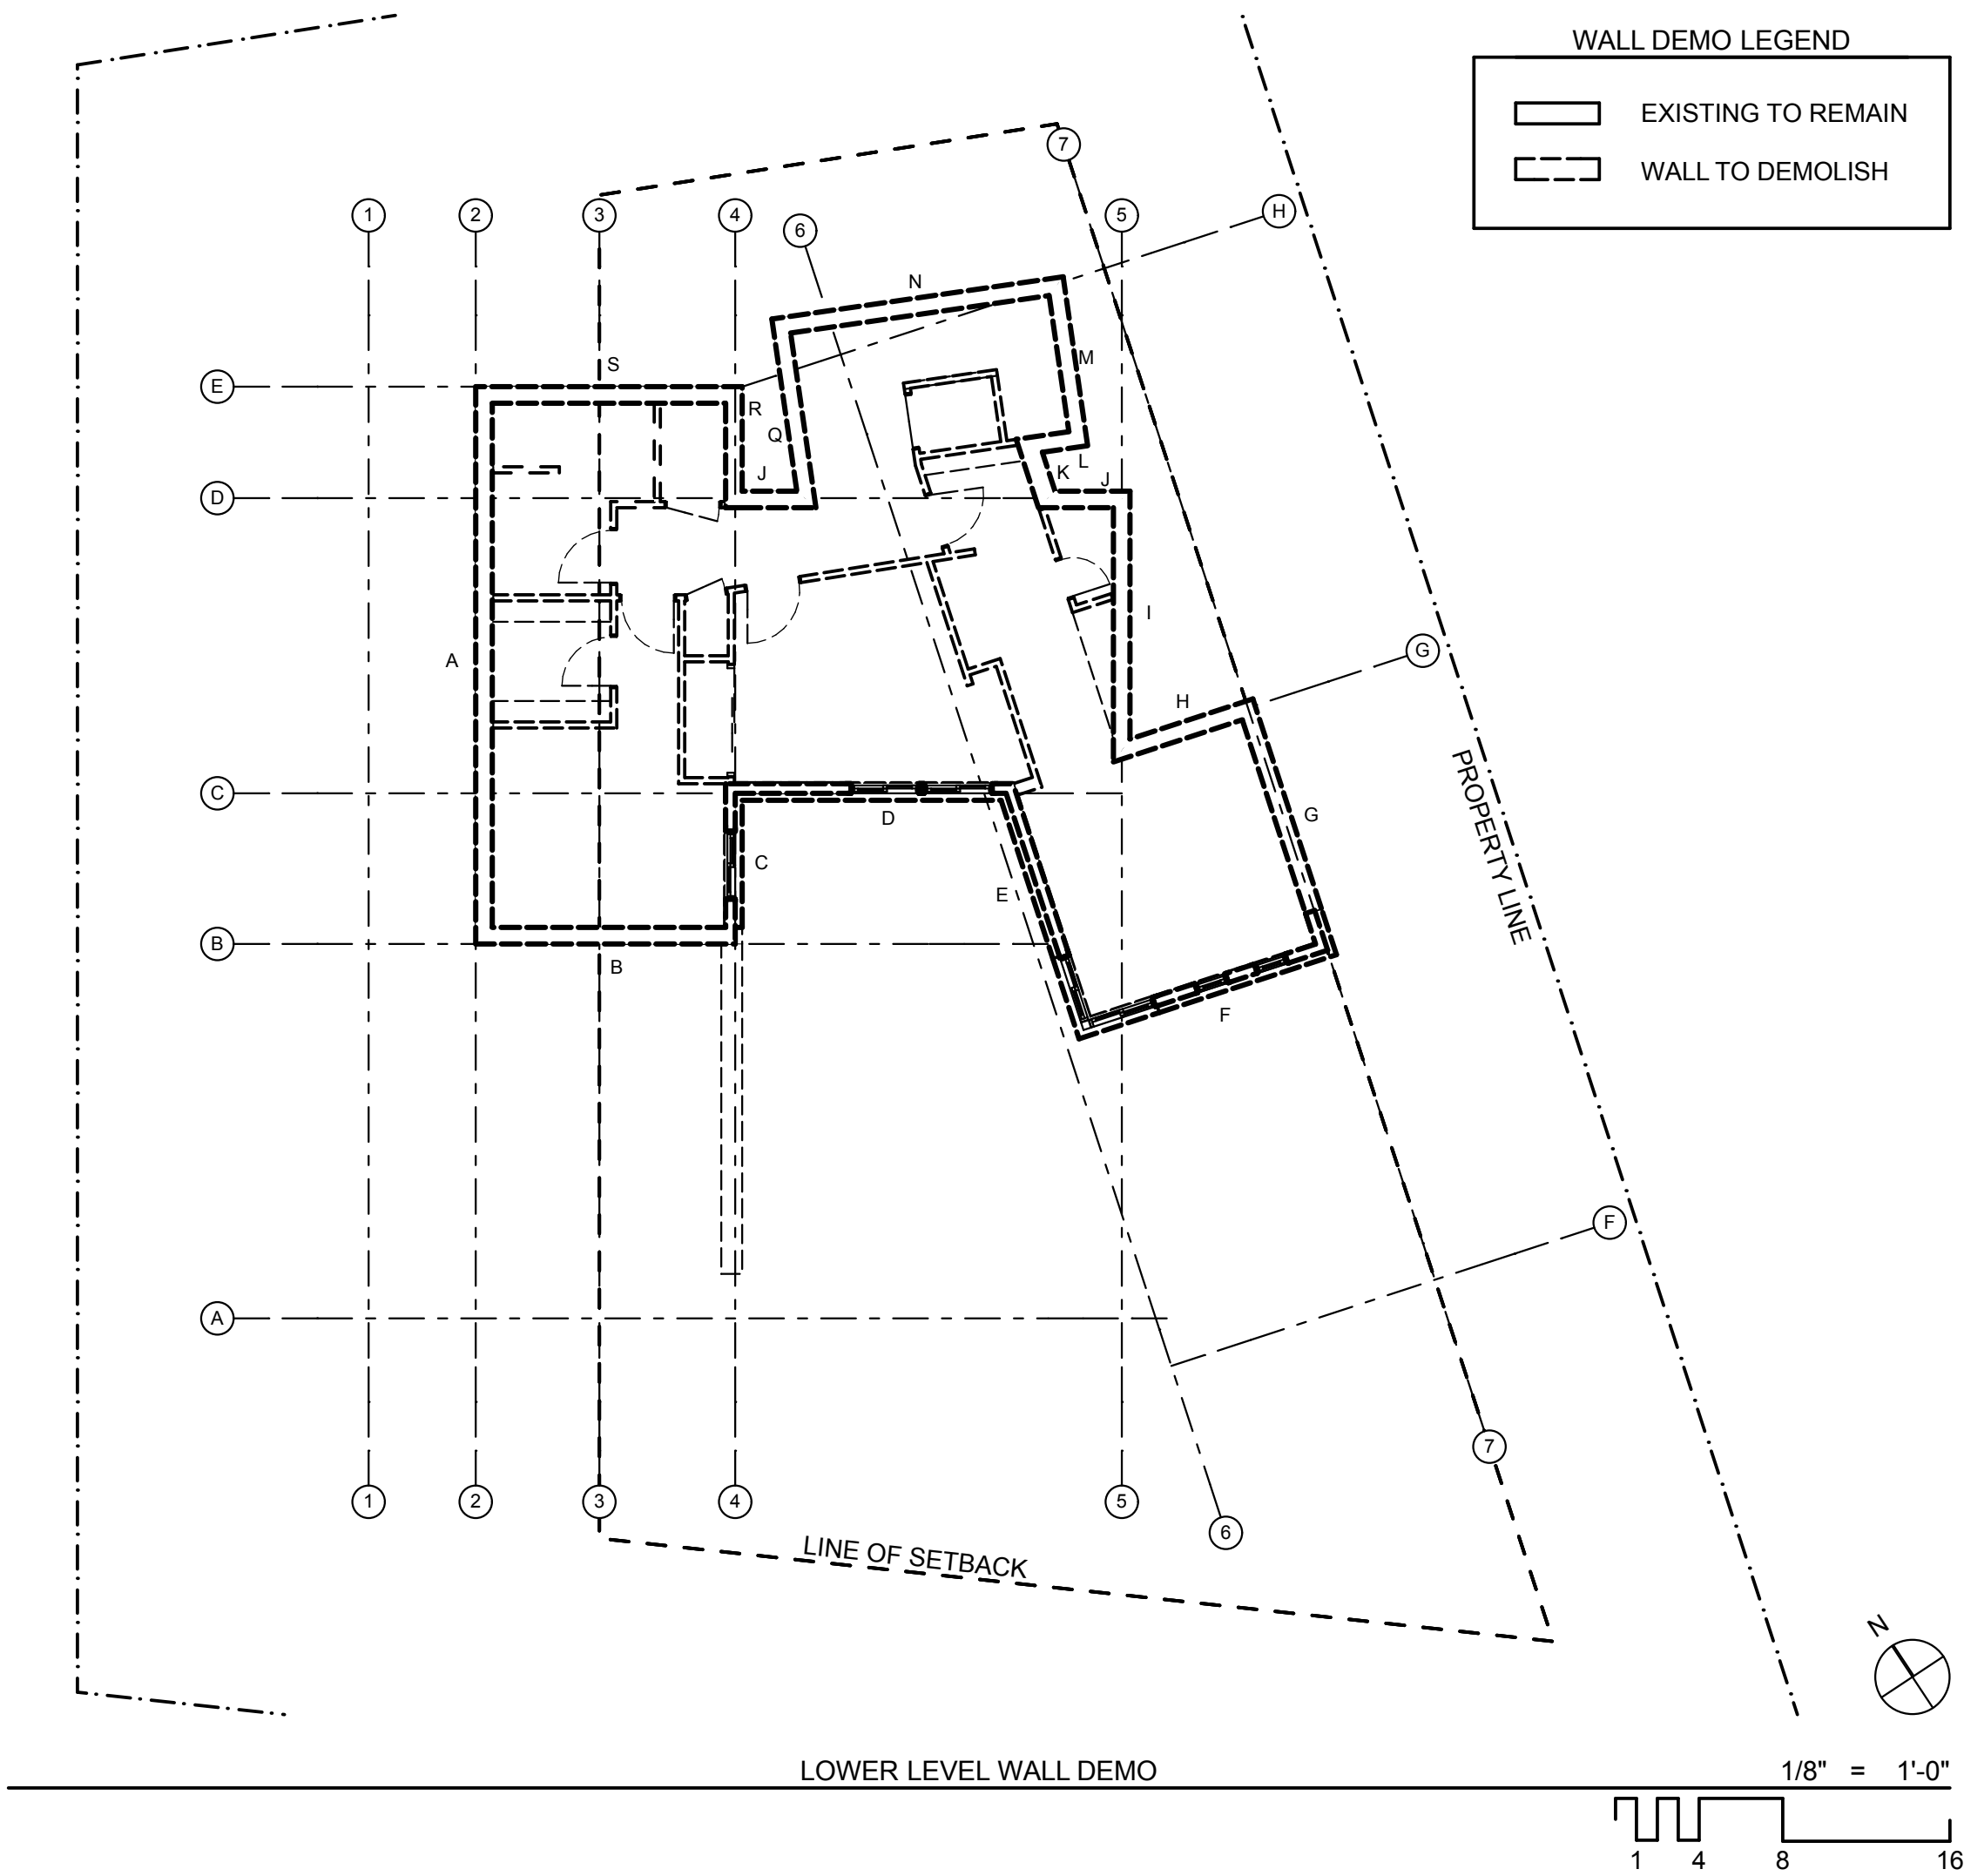 WALL DEMO LEGEND
EXISTING TO REMAIN
WALL TO DEMOLISH
7
1
2
3
4
6
5
H
N
S
E
R
M
Q
L
K
J
J
D
I
G
A
H
C
D
G
PROPERTY LINE
C
E
B
B
F
F
A
7
1
2
3
4
5
6
LINE OF SETBACK
N
LOWER LEVEL WALL DEMO
1/8" = 1'-0"
1 4 8 16